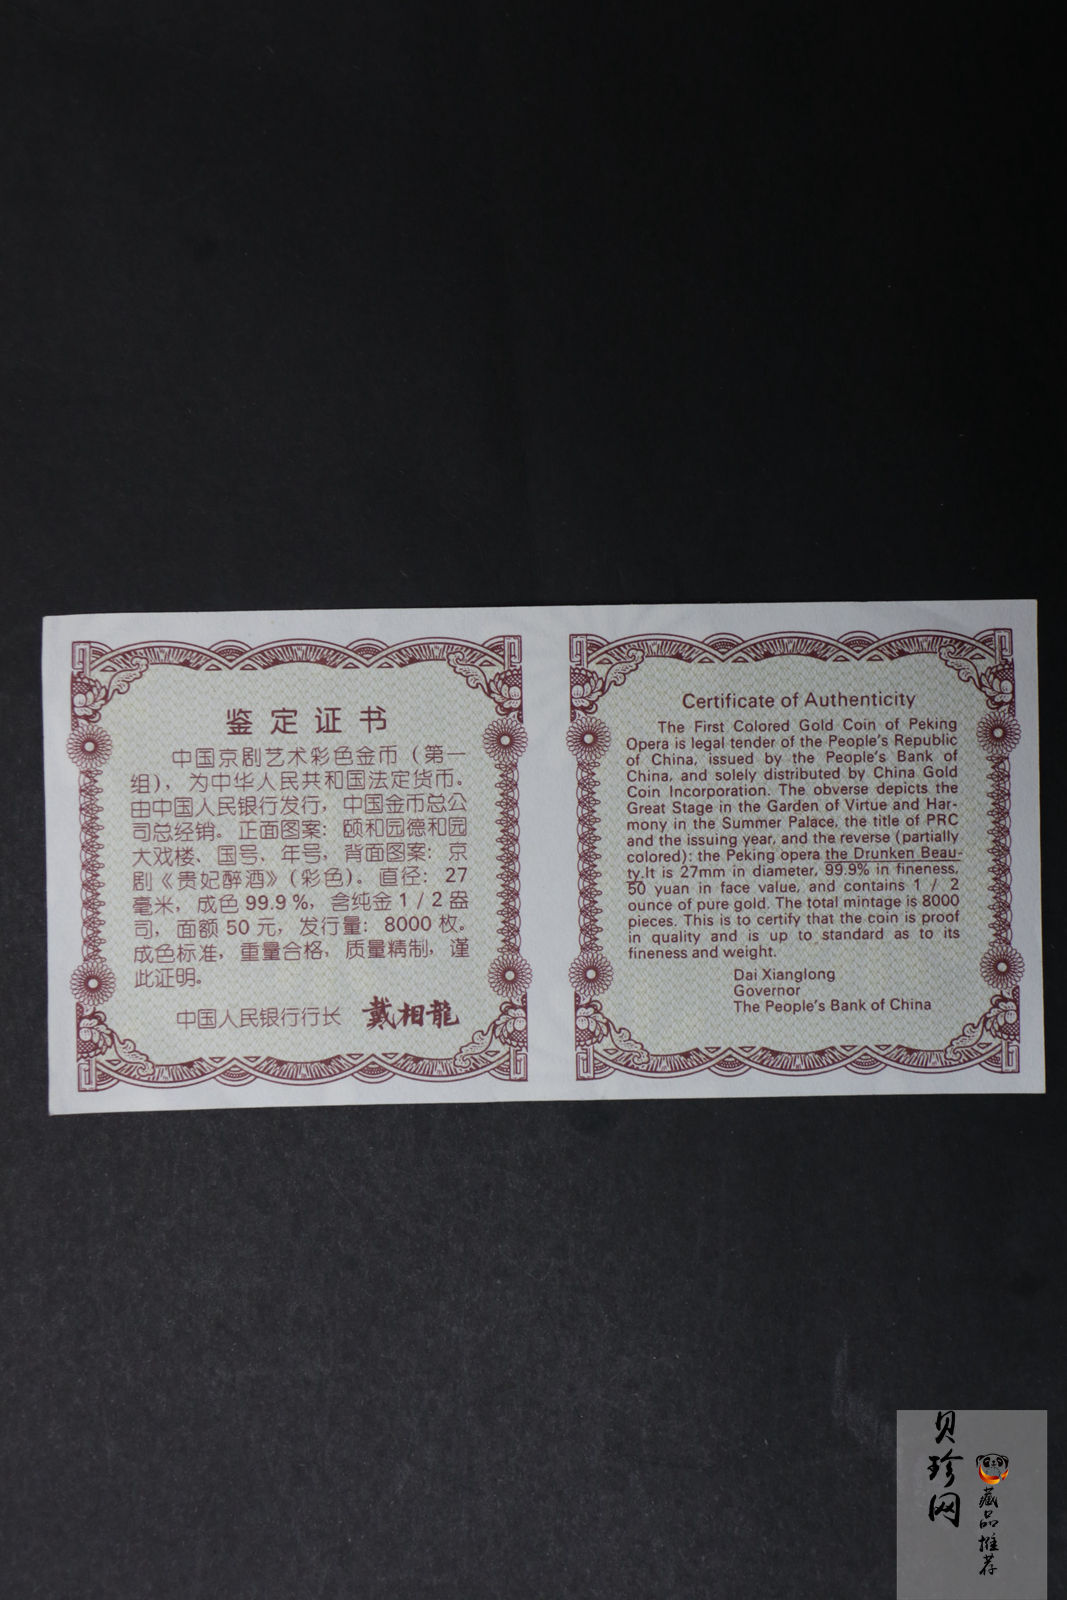 鉴定证书
中国京剧艺术彩色金币（第一
组），为中华人民共和国法定货币。
由中国人民银行发行，中国金币总公
司总经销。正面图案：颐和园德和园
大戏楼、国号、年号，背面图案：京
剧《贵妃醉酒》（彩色）。直径：27
毫米，成色99.9%，含纯金1/2盎
司，面额50元，发行量：8000枚。
成色标准，重量合格，质量精制，谨
此证明。
中国人民银行行长 戴相龍
Certificate of Authenticity
The First Colored Gold Coin of Peking
Opera is legal tender of the People's Republic
of China, issued by the People's Bank of
China, and solely distributed by China Gold
Coin Incorporation. The obverse depicts the
Great Stage in the Garden of Virtue and Har-
mony in the Summer Palace, the title of PRC
and the issuing year, and the reverse (partially
colored): the Peking opera the Drunken Beau-
ty.It is 27mm in diameter, 99.9% in fineness,
50 yuan in face value, and contains 1 / 2
ounce of pure gold. The total mintage is 8000
pieces. This is to certify that the coin is proof
in quality and is up to standard as to its
fineness and weight.
Dai Xianglong
Governor
The People's Bank of China
贝珍网
藏品推荐